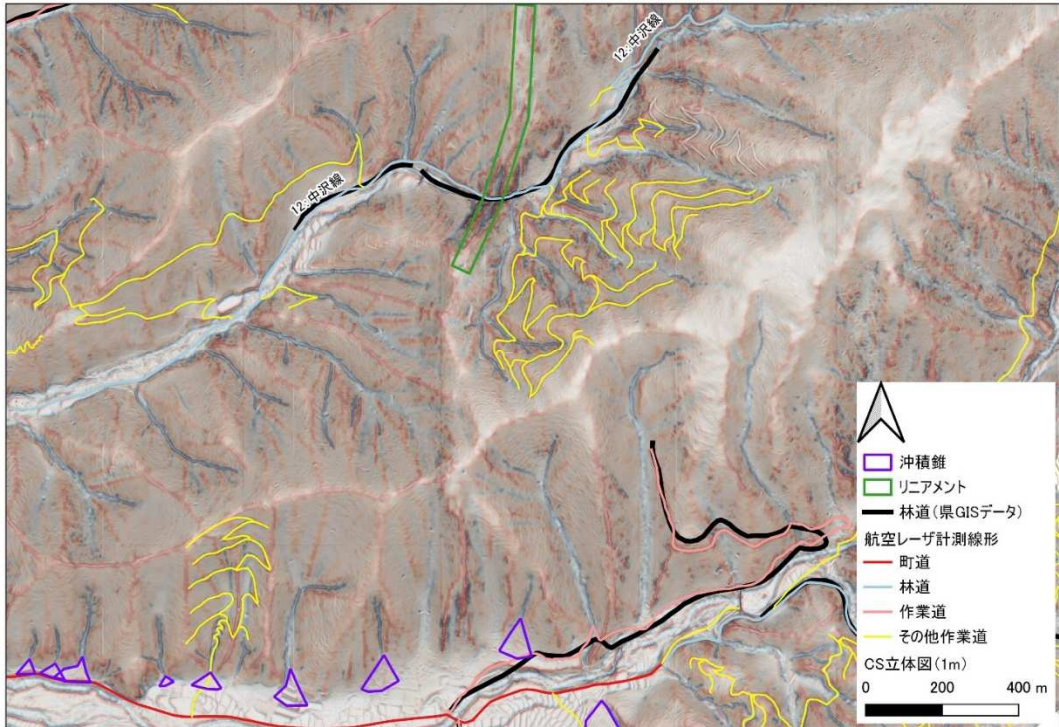 12::中沢線
12::中沢線
沖積錐
リニアメント
林道(県GISデータ)
航空レーザ計測線形
町道
林道
作業道
その他作業道
CS立体図(1m)
0 200 400 m